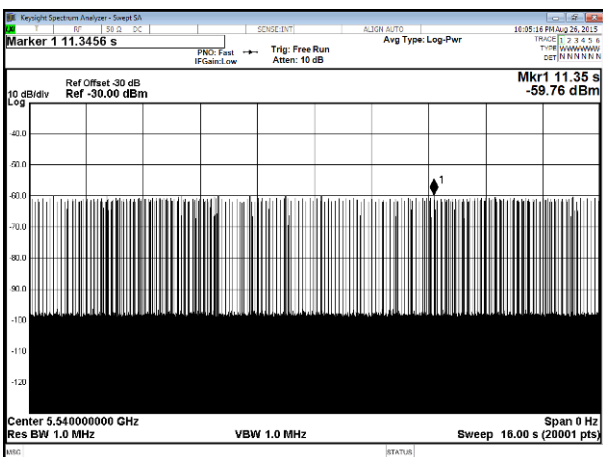 Keysight Spectrum Analyzer - Swept SA
T RF 50 Ω DC SENSE:INT ALIGN AUTO 10:05:16 PM Aug 26, 2015
Marker 1 11.3456 s
PNO: Fast
IFGain:Low
Trig: Free Run
Atten: 10 dB
Avg Type: Log-Pwr
TRACE 1 2 3 4 5 6
TYPE WWWWWW
DET N N N N N N
Ref Offset -30 dB
10 dB/div Ref -30.00 dBm
Log
Mkr1 11.35 s
-59.76 dBm
-40.0
-50.0
1
-60.0
-70.0
-80.0
-90.0
-100
-110
-120
Center 5.540000000 GHz Span 0 Hz
Res BW 1.0 MHz VBW 1.0 MHz Sweep 16.00 s (20001 pts)
MSG STATUS